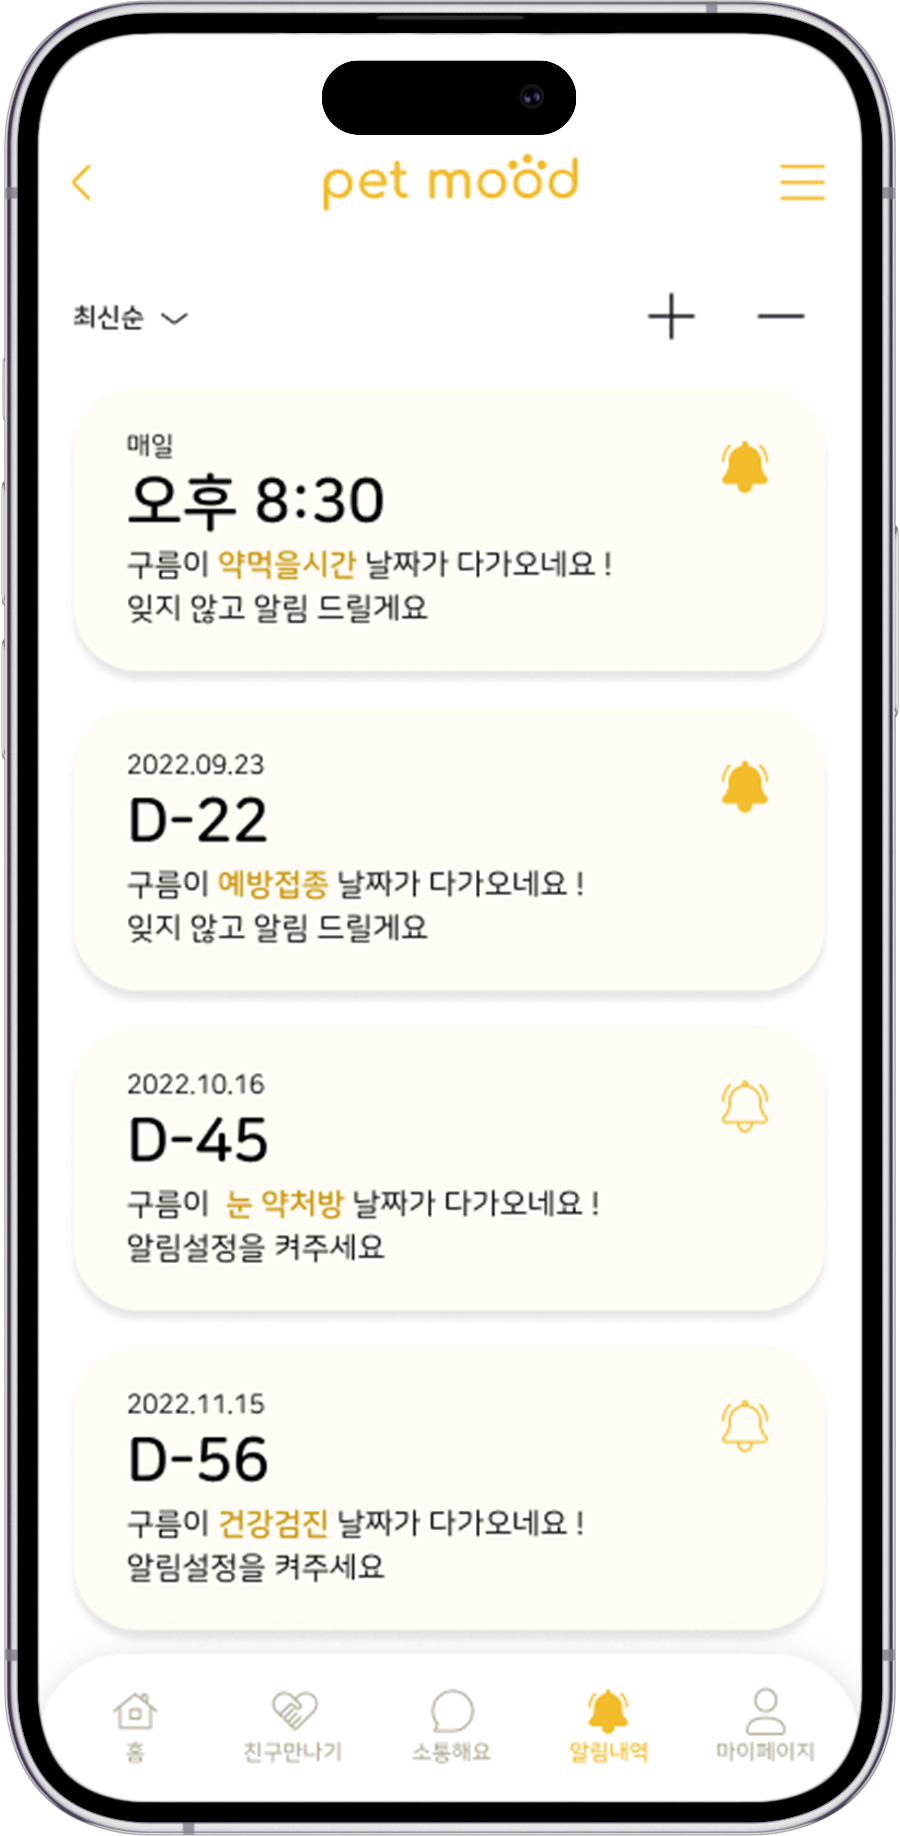 pet mood
최신순
매일
오후 8:30
구름이 약먹을시간 날짜가 다가오네요 !
잊지 않고 알림 드릴게요
2022.09.23
D-22
구름이 예방접종 날짜가 다가오네요 !
잊지 않고 알림 드릴게요
2022.10.16
D-45
구름이 눈 약처방 날짜가 다가오네요 !
알림설정을 켜주세요
2022.11.15
D-56
구름이 건강검진 날짜가 다가오네요 !
알림설정을 켜주세요
홈
친구만나기
소통해요
알림내역
마이페이지